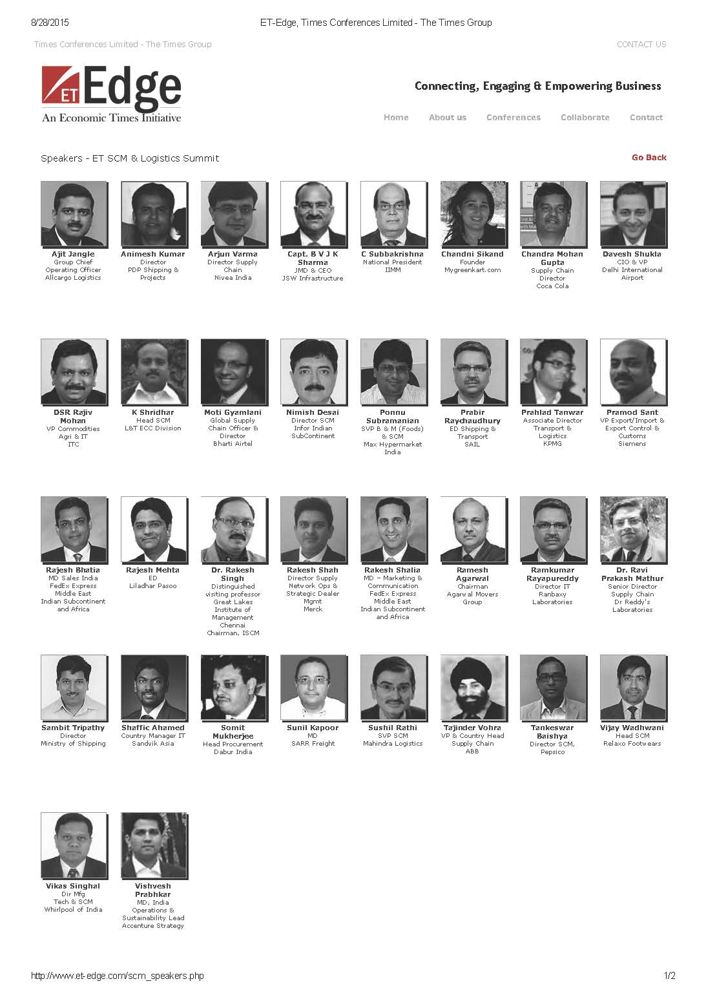 8/28/2015
ET-Edge, Times Conferences Limited - The Times Group
Times Conferences Limited - The Times Group
CONTACT US
ET Edge
An Economic Times Initiative
Connecting, Engaging & Empowering Business
Home About us Conferences Collaborate Contact
Speakers - ET SCM & Logistics Summit
Go Back
Ajit Jangle
Group Chief
Operating Officer
Allcargo Logistics
Animesh Kumar
Director
PDP Shipping &
Projects
Arjun Varma
Director Supply
Chain
Nivea India
Capt. B V J K
Sharma
JMD & CEO
JSW Infrastructure
C Subbakrishna
National President
IIMM
Chandni Sikand
Founder
Mygreenkart.com
Chandra Mohan
Gupta
Supply Chain
Director
Coca Cola
Davesh Shukla
CIO & VP
Delhi International
Airport
DSR Rajiv
Mohan
VP Commodities
Agri & IT
ITC
K Shridhar
Head SCM
L&T ECC Division
Moti Gyamlani
Global Supply
Chain Officer &
Director
Bharti Airtel
Nimish Desai
Director SCM
Infor Indian
SubContinent
Ponnu
Subramanian
SVP B & M (Foods)
& SCM
Max Hypermarket
India
Prabir
Raychaudhury
ED Shipping &
Transport
SAIL
Prahlad Tanwar
Associate Director
Transport &
Logistics
KPMG
Pramod Sant
VP Export/Import &
Export Control &
Customs
Siemens
Rajesh Bhatia
MD Sales India
FedEx Express
Middle East
Indian Subcontinent
and Africa
Rajesh Mehta
ED
Liladhar Pasoo
Dr. Rakesh
Singh
Distinguished
visiting professor
Great Lakes
Institute of
Management
Chennai
Chairman, ISCM
Rakesh Shah
Director Supply
Network Ops &
Strategic Dealer
Mgmt
Merck
Rakesh Shalia
MD – Marketing &
Communication
FedEx Express
Middle East
Indian Subcontinent
and Africa
Ramesh
Agarwal
Chairman
Agarwal Movers
Group
Ramkumar
Rayapureddy
Director IT
Ranbaxy
Laboratories
Dr. Ravi
Prakash Mathur
Senior Director
Supply Chain
Dr Reddy's
Laboratories
Sambit Tripathy
Director
Ministry of Shipping
Shaffic Ahamed
Country Manager IT
Sandvik Asia
Somit
Mukherjee
Head Procurement
Dabur India
Sunil Kapoor
MD
SARR Freight
Sushil Rathi
SVP SCM
Mahindra Logistics
Tajinder Vohra
VP & Country Head
Supply Chain
ABB
Tankeswar
Baishya
Director SCM,
Pepsico
Vijay Wadhwani
Head SCM
Relaxo Footwears
Vikas Singhal
Dir Mfg
Tech & SCM
Whirlpool of India
Vishvesh
Prabhkar
MD, India
Operations &
Sustainability Lead
Accenture Strategy
http://www.et-edge.com/scm_speakers.php
1/2